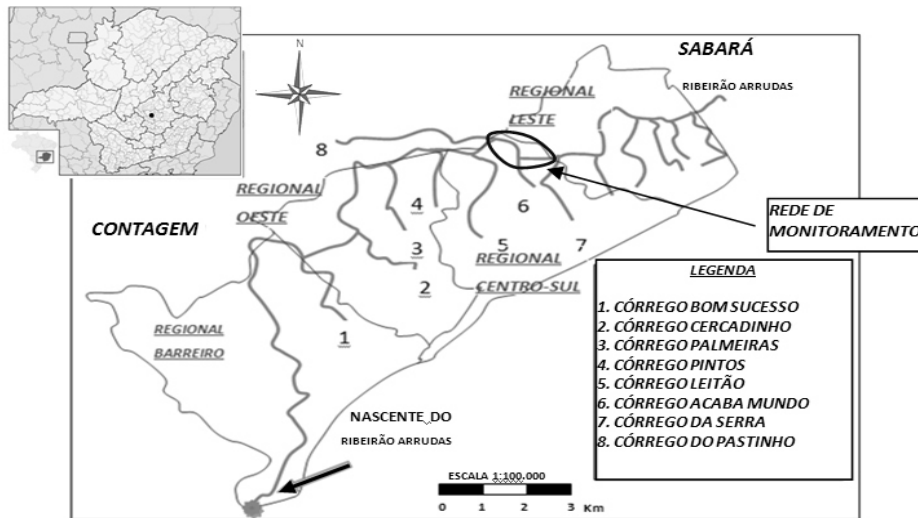 N
SABARÁ
RIBEIRÃO ARRUDAS
REGIONAL
LESTE
8
REGIONAL
OESTE
4
6
CONTAGEM
REDE DE
MONITORAMENTO
3
5
7
REGIONAL
CENTRO-SUL
2
REGIONAL
BARREIRO
1
LEGENDA
1. CÓRREGO BOM SUCESSO
2. CÓRREGO CERCADINHO
3. CÓRREGO PALMEIRAS
4. CÓRREGO PINTOS
5. CÓRREGO LEITÃO
6. CÓRREGO ACABA MUNDO
7. CÓRREGO DA SERRA
8. CÓRREGO DO PASTINHO
NASCENTE DO
RIBEIRÃO ARRUDAS
ESCALA 1:100.000
0 1 2 3 Km